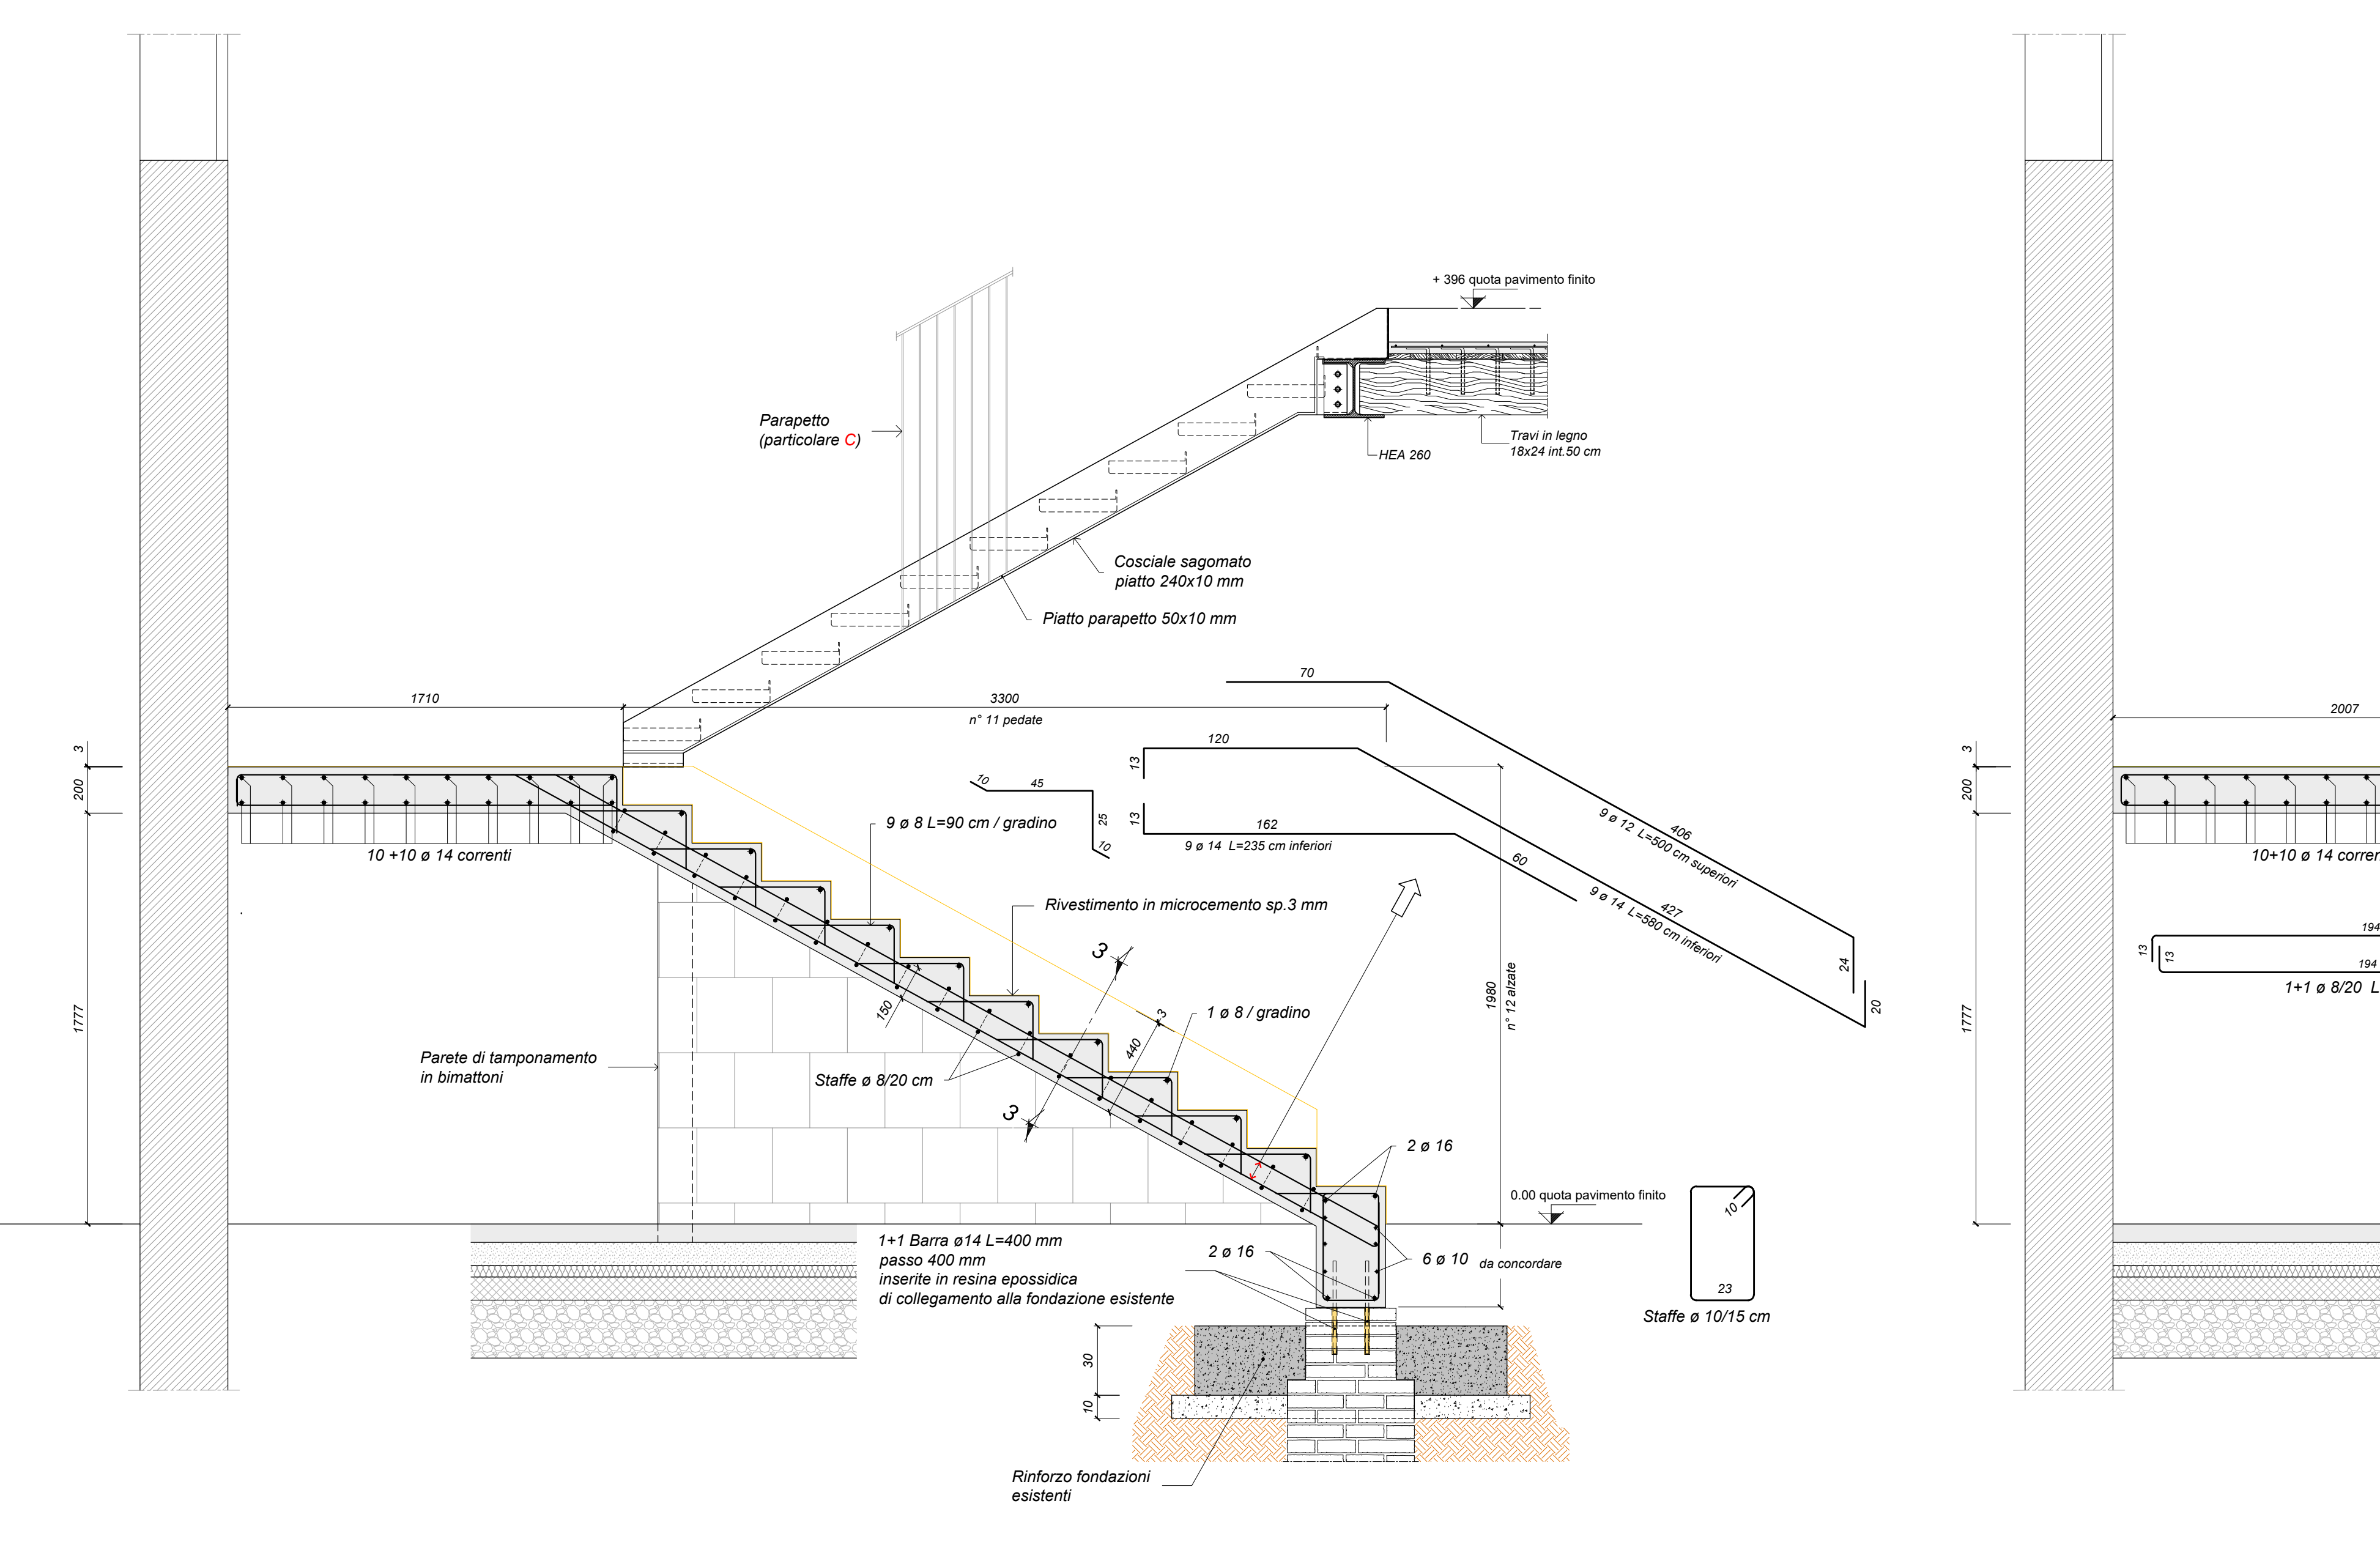 + 396 quota pavimento finito
Parapetto
(particolare C)
HEA 260
Travi in legno
18x24 int.50 cm
Cosciale sagomato
piatto 240x10 mm
Piatto parapetto 50x10 mm
1710
3300
n° 11 pedate
70
2007
3
200
1777
10 +10 ø 14 correnti
10
45
25
10
120
13
13
162
9 ø 14 L=235 cm inferiori
60
406
9 ø 12 L=500 cm superiori
427
9 ø 14 L=580 cm inferiori
24
20
9 ø 8 L=90 cm / gradino
Rivestimento in microcemento sp.3 mm
3
3
150
440
3
1 ø 8 / gradino
Staffe ø 8/20 cm
Parete di tamponamento
in bimattoni
1980
n° 12 alzate
2 ø 16
0.00 quota pavimento finito
1+1 Barra ø14 L=400 mm
passo 400 mm
inserite in resina epossidica
di collegamento alla fondazione esistente
2 ø 16
6 ø 10
da concordare
10
23
Staffe ø 10/15 cm
30
10
Rinforzo fondazioni
esistenti
3
200
1777
10+10 ø 14 corren
194
13
13
194
1+1 ø 8/20 L